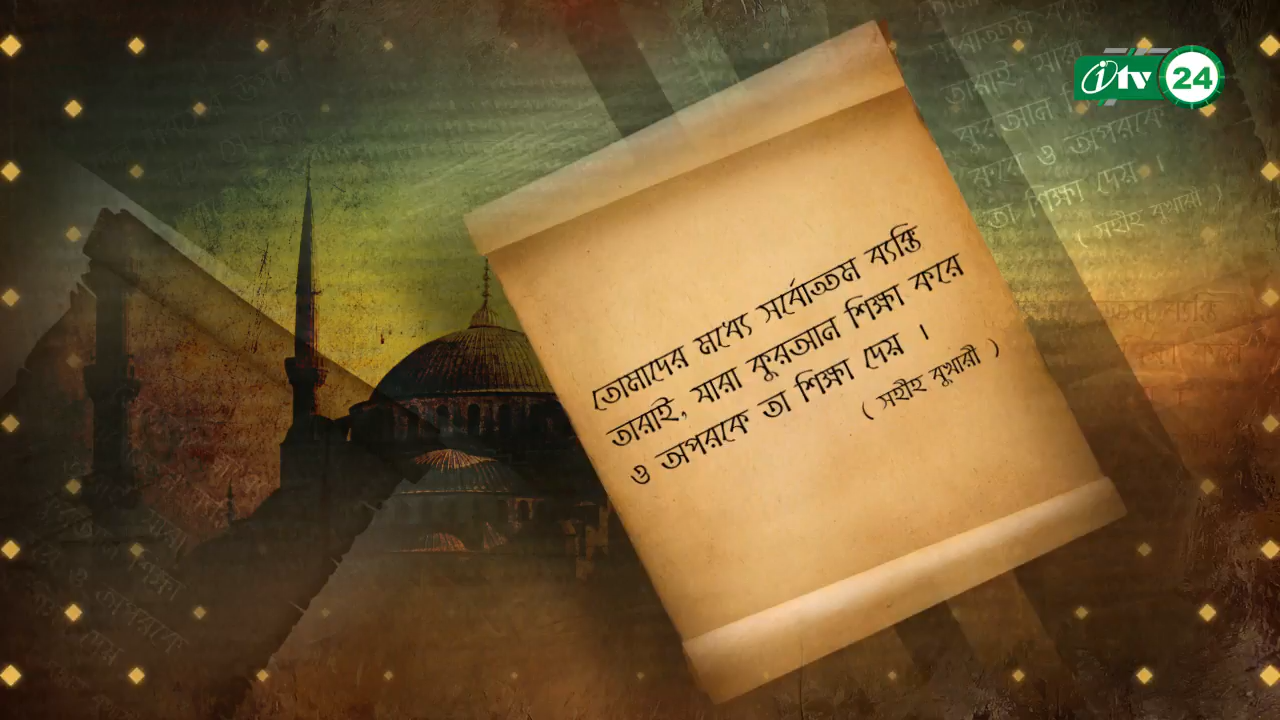 itv 24
তোমাদের মধ্যে সর্বোত্তম ব্যক্তি
তারাই, যারা কুরআন শিক্ষা করে
ও অপরকে তা শিক্ষা দেয় ।
( সহীহ বুখারী )